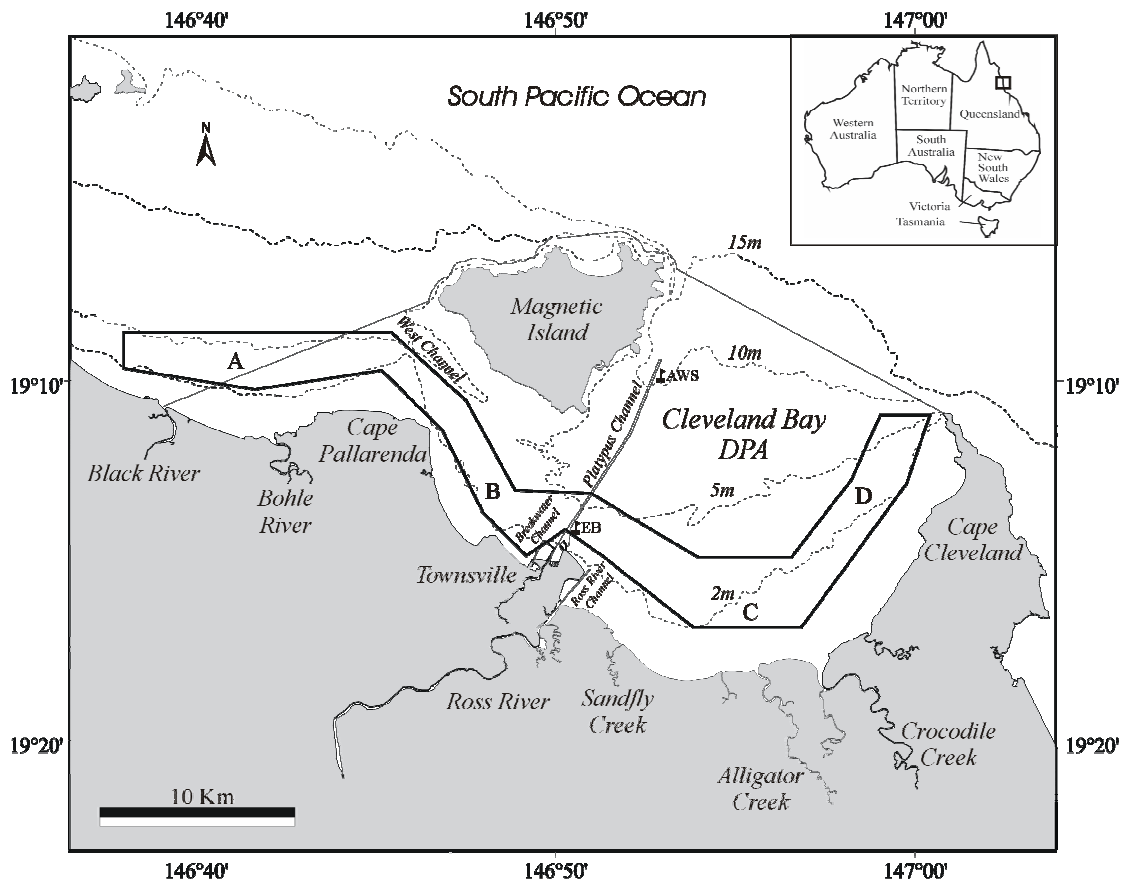 146°40'
146°50'
147°00'
South Pacific Ocean
N
Northern
Territory
Queensland
Western
Australia
South
Australia
New
South
Wales
Victoria
Tasmania
15m
Magnetic
Island
West Channel
10m
A
AWS
19°10'
19°10'
Platypus Channel
Cleveland Bay
DPA
Cape
Pallarenda
Black River
Bohle
River
B
5m
D
Breakwater
Channel
EB
Cape
Cleveland
Townsville
Ross River
Channel
2m
C
Ross River
Sandfly
Creek
Crocodile
Creek
19°20'
19°20'
Alligator
Creek
10 Km
146°40'
146°50'
147°00'